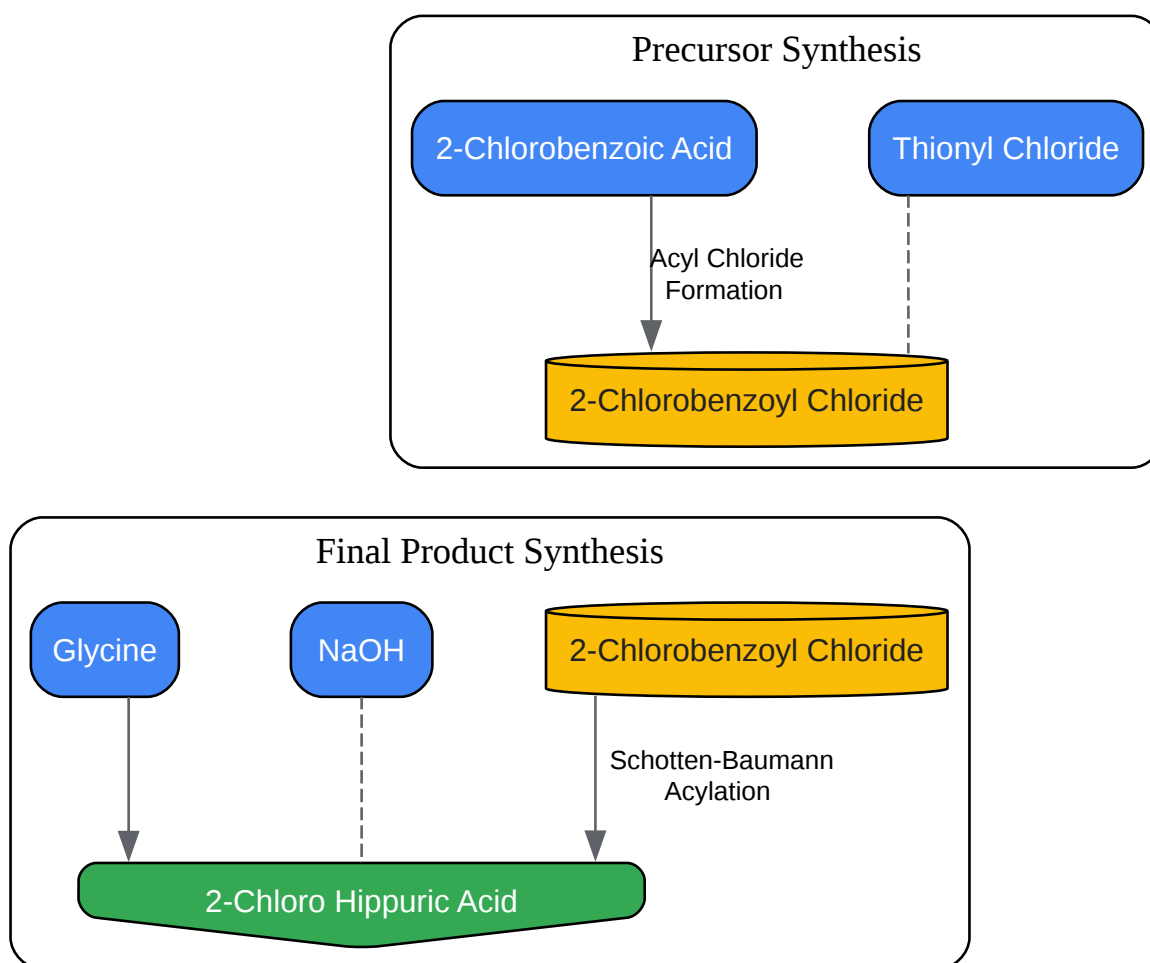 Precursor Synthesis
2-Chlorobenzoic Acid
Thionyl Chloride
Acyl Chloride
Formation
2-Chlorobenzoyl Chloride
Final Product Synthesis
Glycine
NaOH
2-Chlorobenzoyl Chloride
Schotten-Baumann
Acylation
2-Chloro Hippuric Acid